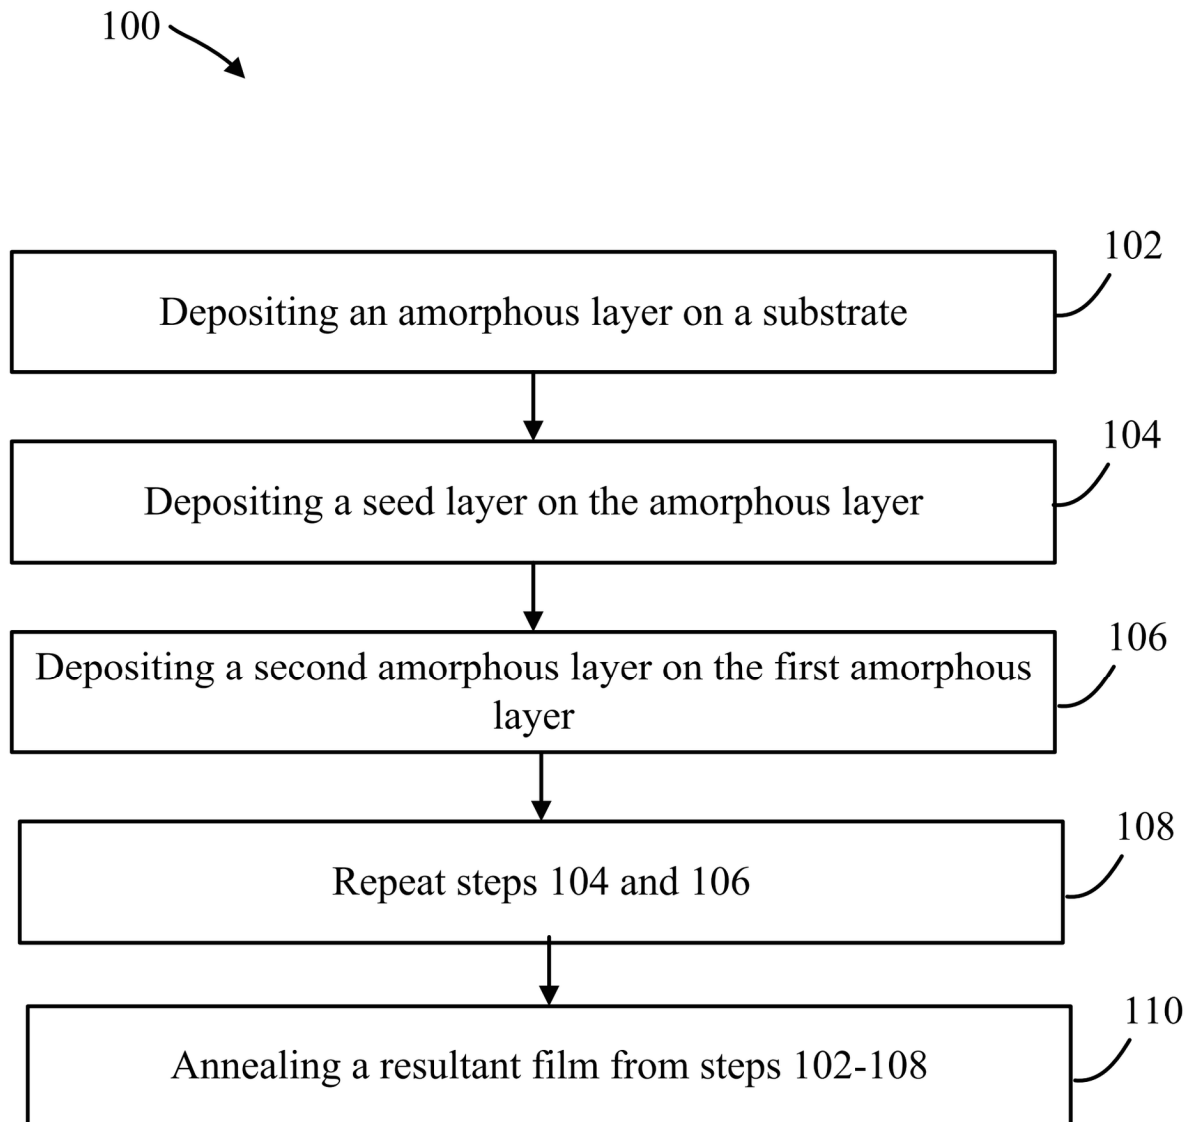 100
102
Depositing an amorphous layer on a substrate
104
Depositing a seed layer on the amorphous layer
106
Depositing a second amorphous layer on the first amorphous
layer
108
Repeat steps 104 and 106
110
Annealing a resultant film from steps 102-108